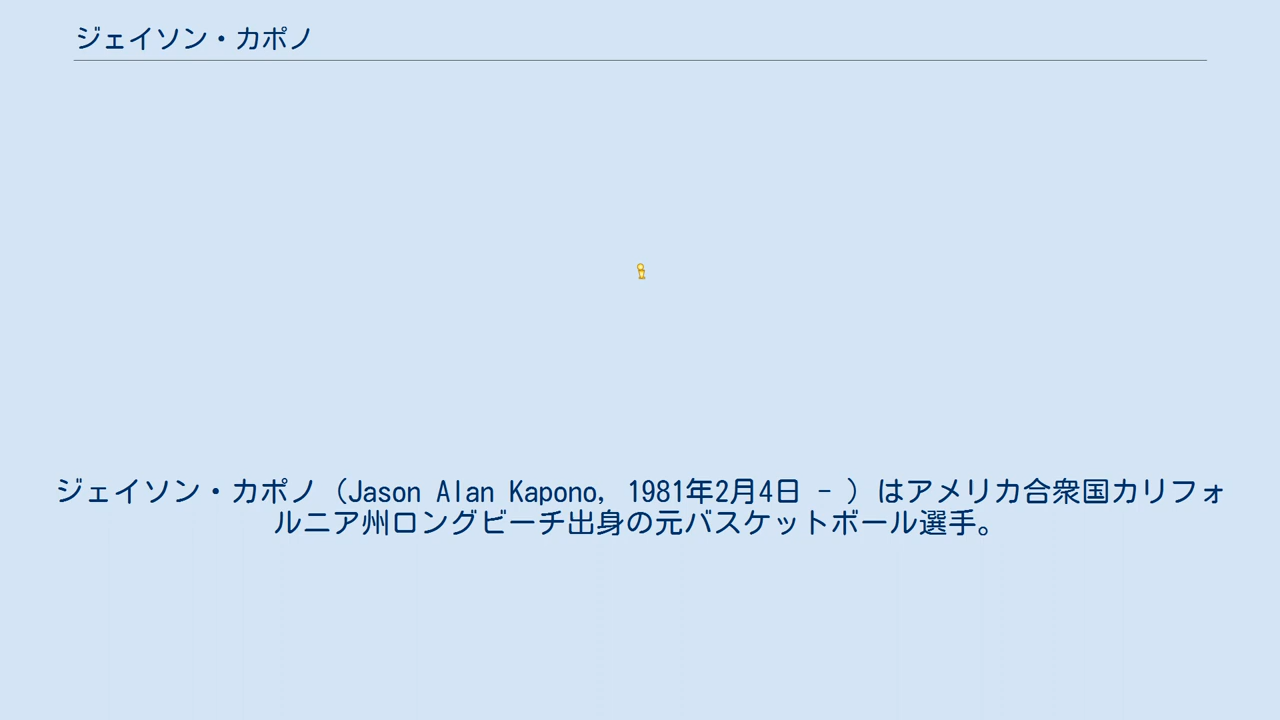 ジェイソン・カポノ
ジェイソン・カポノ（Jason Alan Kapono, 1981年2月4日 - ）はアメリカ合衆国カリフォ
ルニア州ロングビーチ出身の元バスケットボール選手。